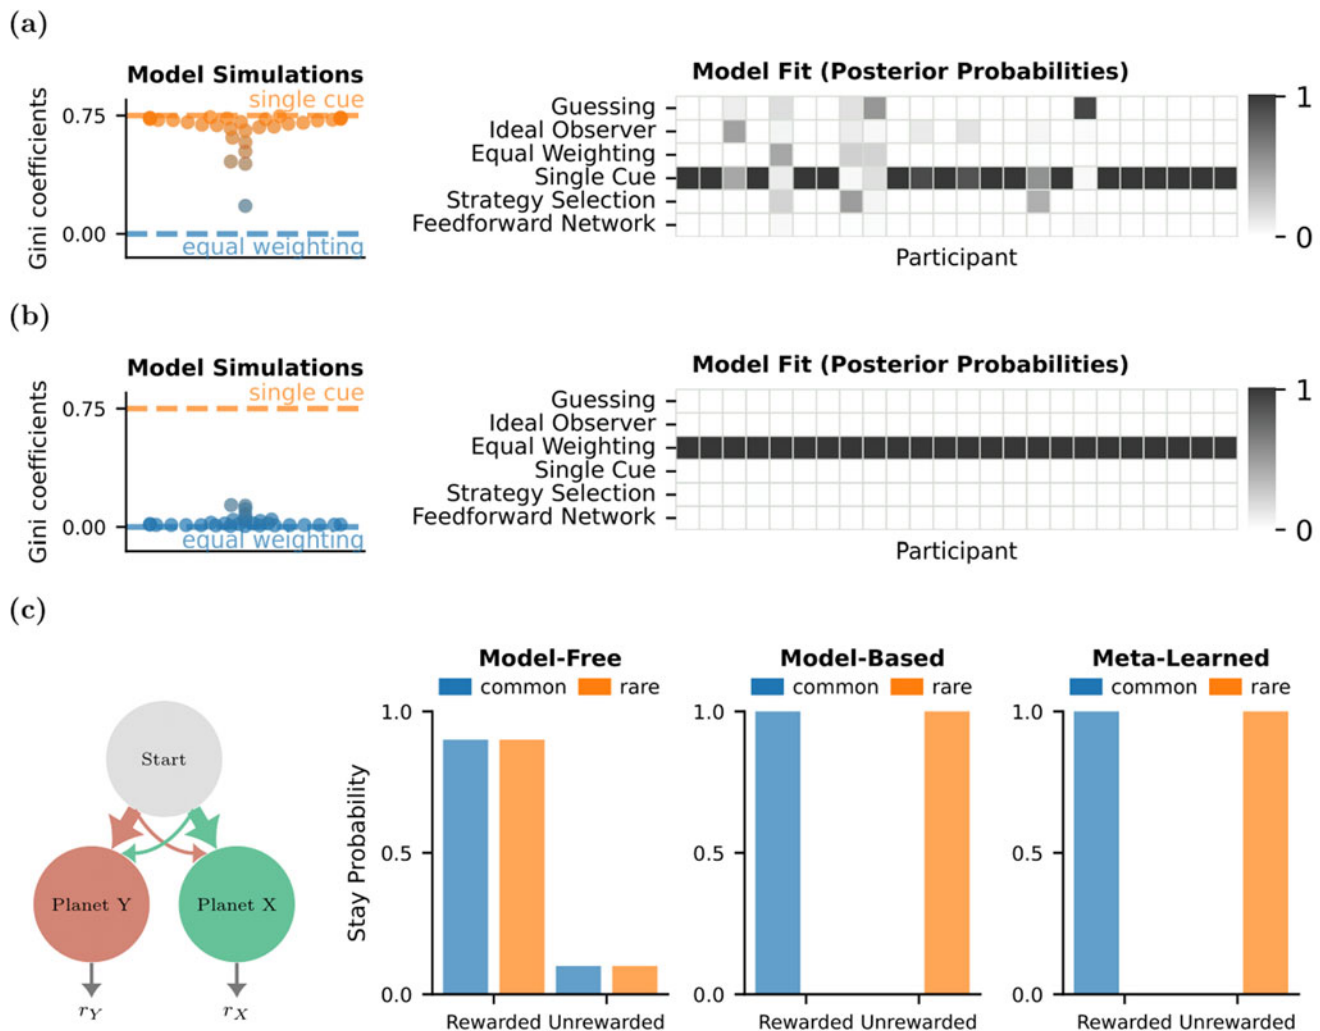 (a)
Model Simulations
single cue
0.75
0.00
equal weighting
Gini coefficients
Model Fit (Posterior Probabilities)
Guessing
Ideal Observer
Equal Weighting
Single Cue
Strategy Selection
Feedforward Network
Participant
1
0
(b)
Model Simulations
single cue
0.75
0.00
equal weighting
Gini coefficients
Model Fit (Posterior Probabilities)
Guessing
Ideal Observer
Equal Weighting
Single Cue
Strategy Selection
Feedforward Network
Participant
1
0
(c)
Start
Planet Y
Planet X
rY
rX
Model-Free
common rare
1.0
0.5
0.0
Stay Probability
Rewarded Unrewarded
Model-Based
common rare
1.0
0.5
0.0
Rewarded Unrewarded
Meta-Learned
common rare
1.0
0.5
0.0
Rewarded Unrewarded